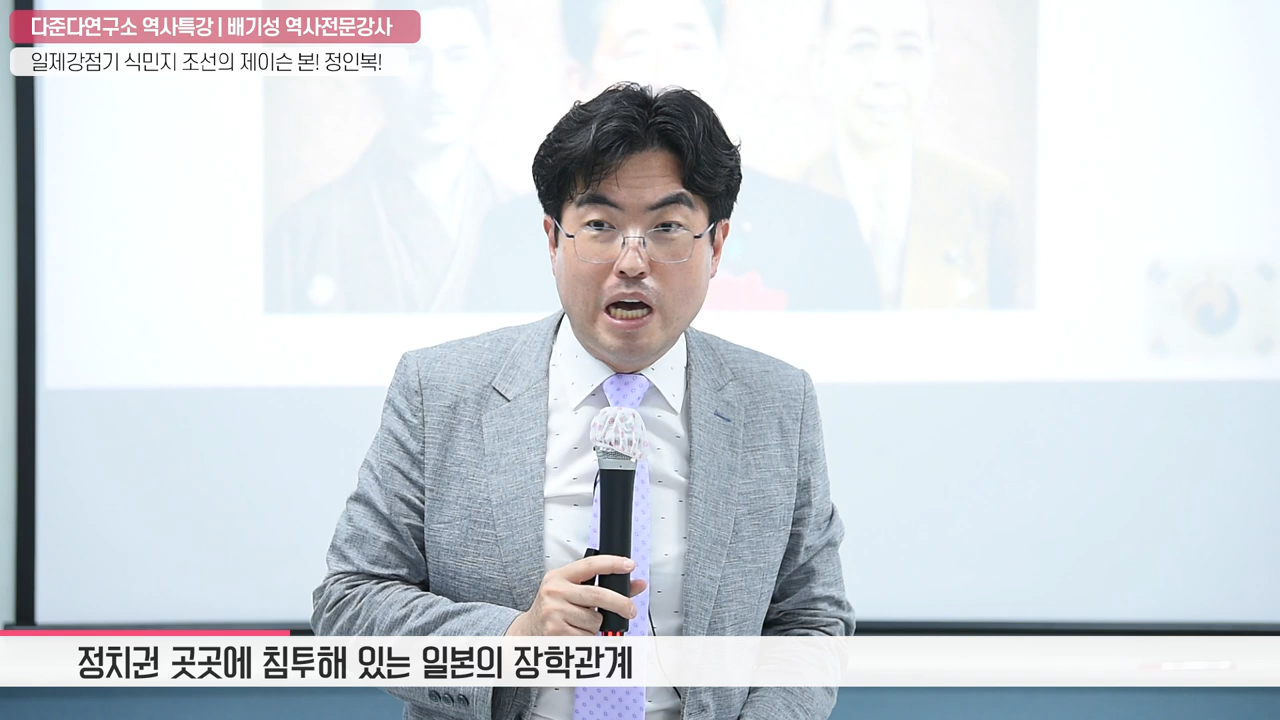 다준다연구소 역사특강 | 배기성 역사전문강사
일제강점기 식민지 조선의 제이슨 본! 정인복!
정치권 곳곳에 침투해 있는 일본의 장학관계